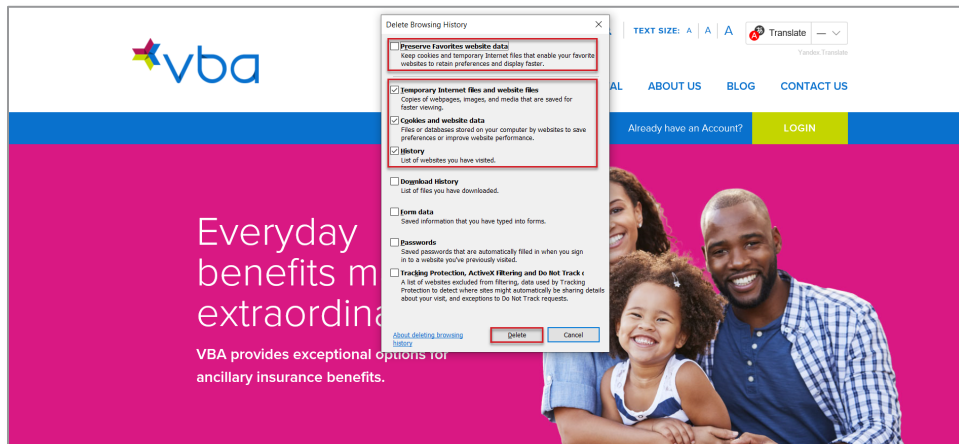 vba
TEXT SIZE: A A A
Translate
Yandex.Translate
ABOUT US BLOG CONTACT US
Already have an Account? LOGIN
Delete Browsing History
Preserve Favorites website data
Keep cookies and temporary Internet files that enable your favorite
websites to retain preferences and display faster.
Temporary Internet files and website files
Copies of webpages, images, and media that are saved for
faster viewing.
Cookies and website data
Files or databases stored on your computer by websites to save
preferences or improve website performance.
History
List of websites you have visited.
Download History
List of files you have downloaded.
Form data
Saved information that you have typed into forms.
Passwords
Saved passwords that are automatically filled in when you sign
in to a website you've previously visited.
Tracking Protection, ActiveX Filtering and Do Not Track
A list of websites excluded from filtering, data used by Tracking
Protection to detect where sites might automatically be sharing details
about your visit, and exceptions to Do Not Track requests.
About deleting browsing
history
Delete Cancel
Everyday
benefits m
extraordina
VBA provides exceptional options for
ancillary insurance benefits.